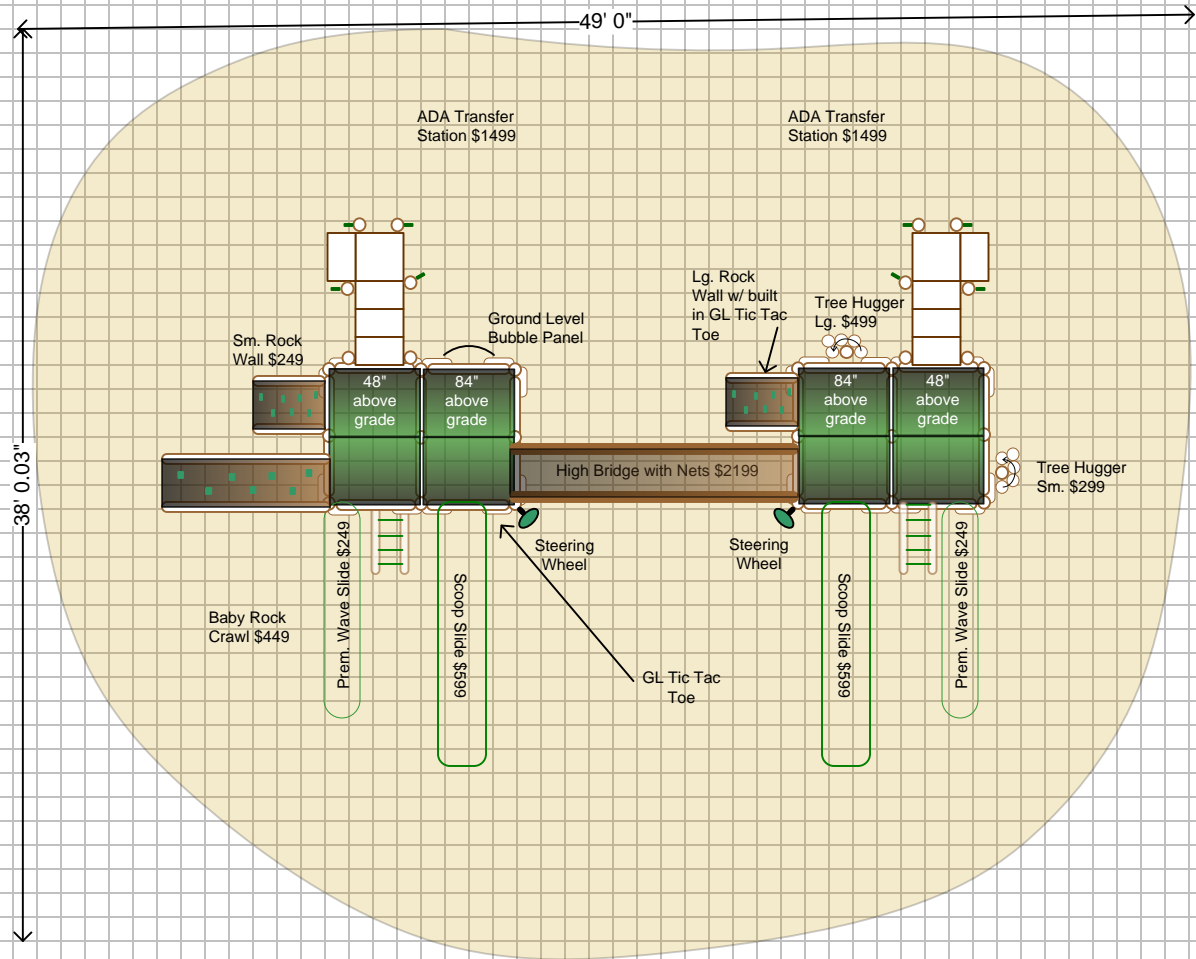 49' 0"
38' 0.03"
ADA Transfer
Station $1499
ADA Transfer
Station $1499
Lg. Rock
Wall w/ built
in GL Tic Tac
Toe
Tree Hugger
Lg. $499
Ground Level
Bubble Panel
Sm. Rock
Wall $249
48"
above
grade
84"
above
grade
84"
above
grade
48"
above
grade
High Bridge with Nets $2199
Tree Hugger
Sm. $299
Steering
Wheel
Steering
Wheel
Prem. Wave Slide $249
Scoop Slide $599
Scoop Slide $599
Prem. Wave Slide $249
Baby Rock
Crawl $449
GL Tic Tac
Toe